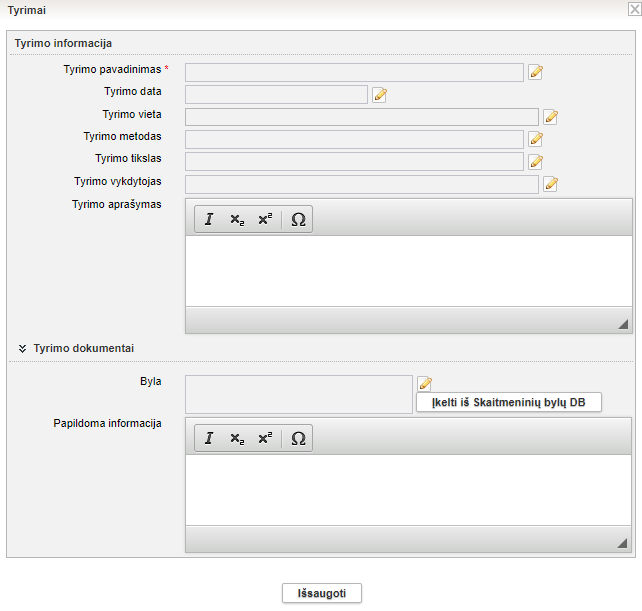 Tyrimai
Tyrimo informacija
Tyrimo pavadinimas *
Tyrimo data
Tyrimo vieta
Tyrimo metodas
Tyrimo tikslas
Tyrimo vykdytojas
Tyrimo aprašymas
I x₂ x² Ω
Tyrimo dokumentai
Byla
Įkelti iš Skaitmeninių bylų DB
Papildoma informacija
I x₂ x² Ω
Išsaugoti